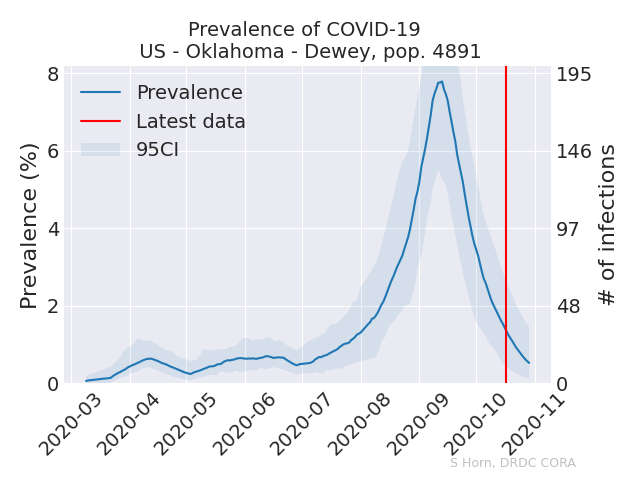 Prevalence of COVID-19
US - Oklahoma - Dewey, pop. 4891
Prevalence
Latest data
95CI
Prevalence (%)
8
6
4
2
0
195
146
97
48
0
# of infections
2020-03
2020-04
2020-05
2020-06
2020-07
2020-08
2020-09
2020-10
2020-11
S Horn, DRDC CORA